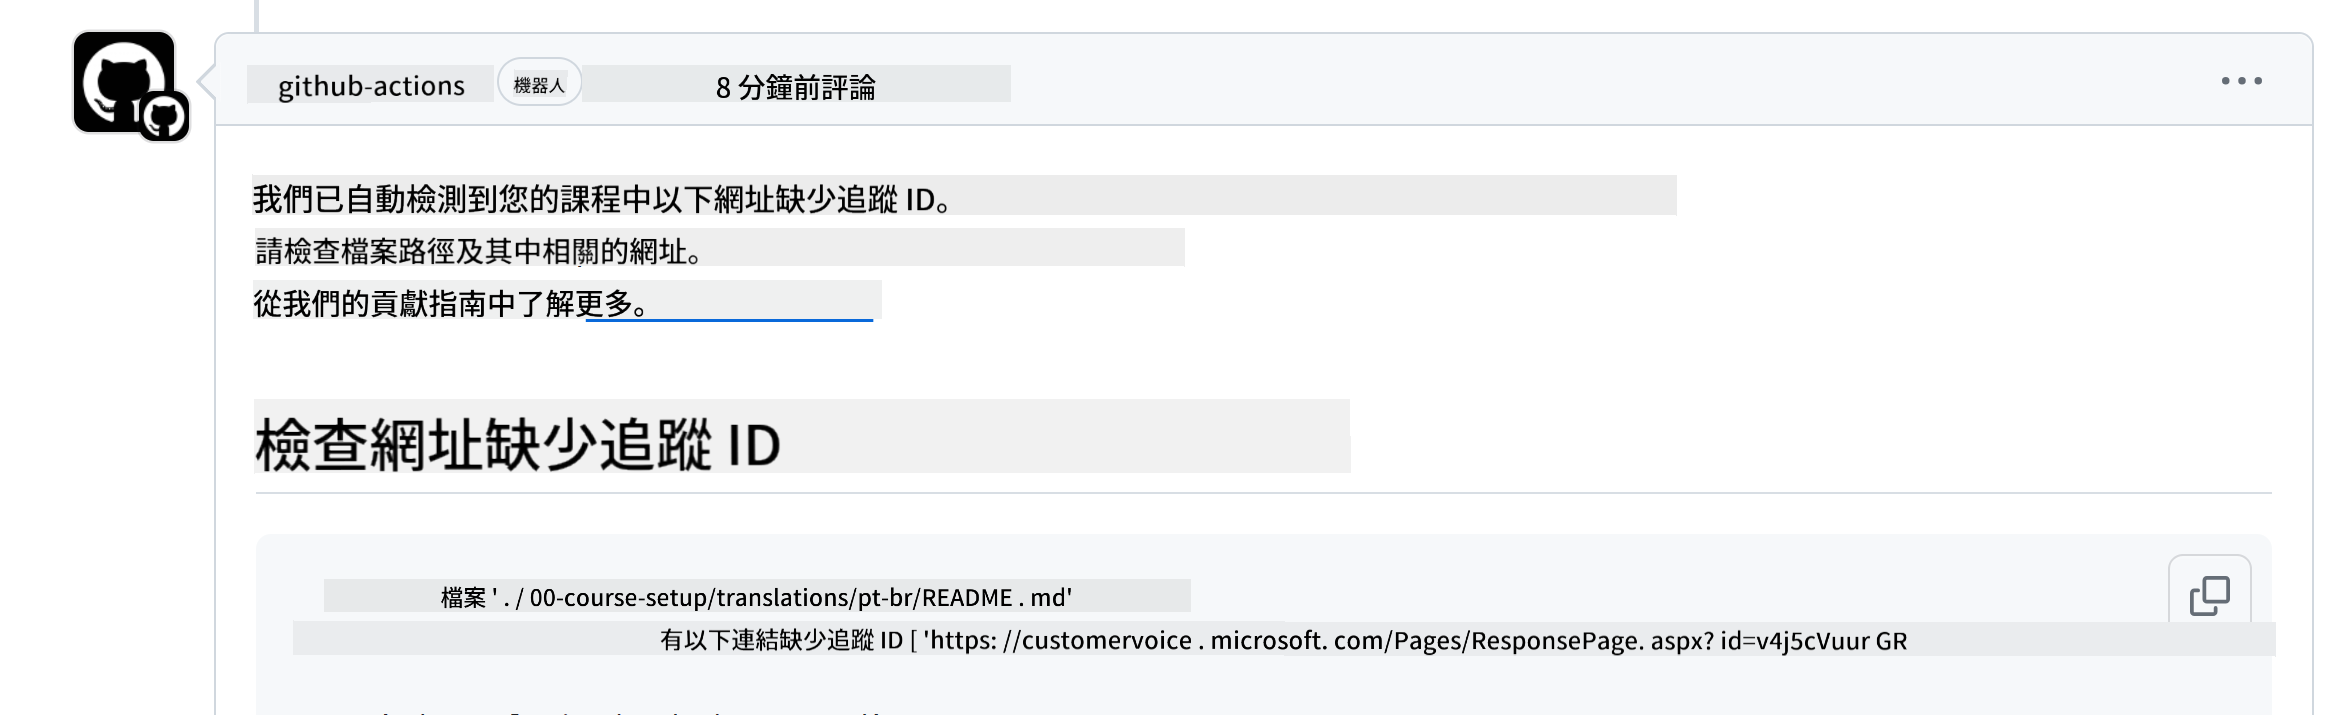 github-actions 機器人 8 分鐘前評論
我們已自動檢測到您的課程中以下網址缺少追蹤 ID。
請檢查檔案路徑及其中相關的網址。
從我們的貢獻指南中了解更多。
檢查網址缺少追蹤 ID
檔案 ' . / 00-course-setup/translations/pt-br/README . md'
有以下連結缺少追蹤 ID [ 'https: //customervoice . microsoft. com/Pages/ResponsePage. aspx? id=v4j5cVuur GR